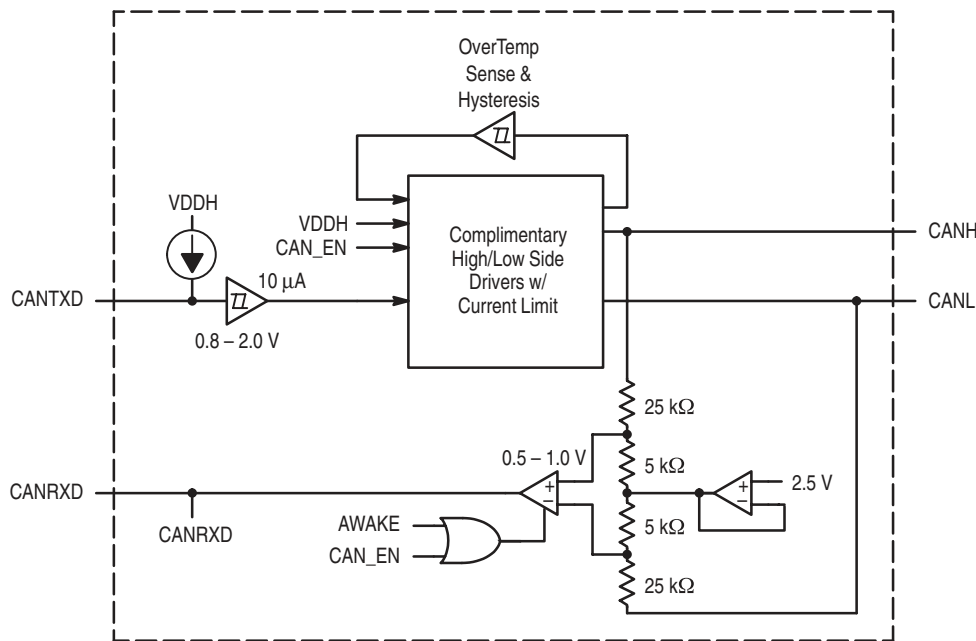 OverTemp
Sense &
Hysteresis
VDDH
VDDH
CAN_EN
Complimentary
High/Low Side
Drivers w/
Current Limit
CANH
10 μA
CANTXD
CANL
0.8 – 2.0 V
25 kΩ
0.5 – 1.0 V
5 kΩ
+
–
+
–
2.5 V
CANRXD
CANRXD
AWAKE
CAN_EN
5 kΩ
25 kΩ